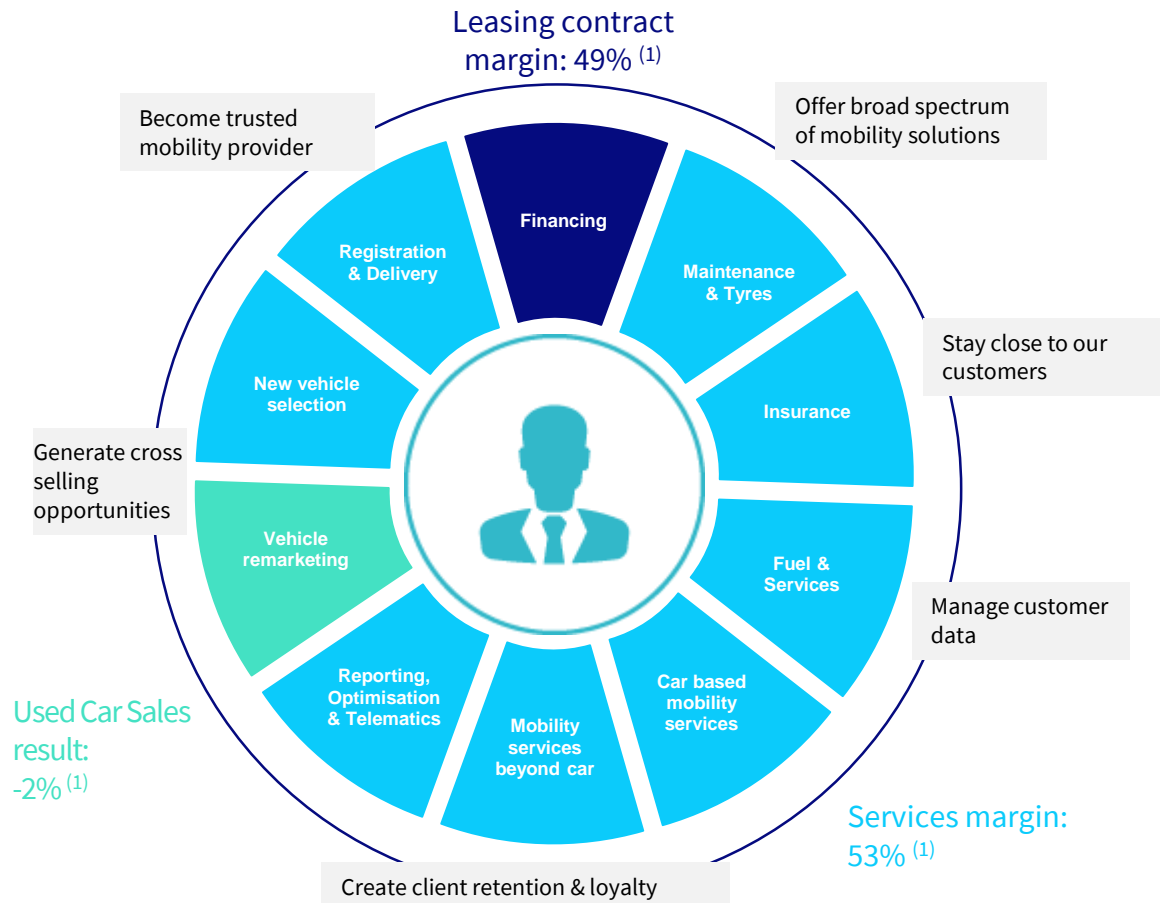 Leasing contract
margin: 49% (1)
Become trusted
mobility provider
Offer broad spectrum
of mobility solutions
Financing
Registration
& Delivery
Maintenance
& Tyres
Stay close to our
customers
New vehicle
selection
Insurance
Generate cross
selling
opportunities
Vehicle
remarketing
Fuel &
Services
Manage customer
data
Reporting,
Optimisation
& Telematics
Car based
mobility
services
Mobility
services
beyond car
Used Car Sales
result:
-2% (1)
Services margin:
53% (1)
Create client retention & loyalty